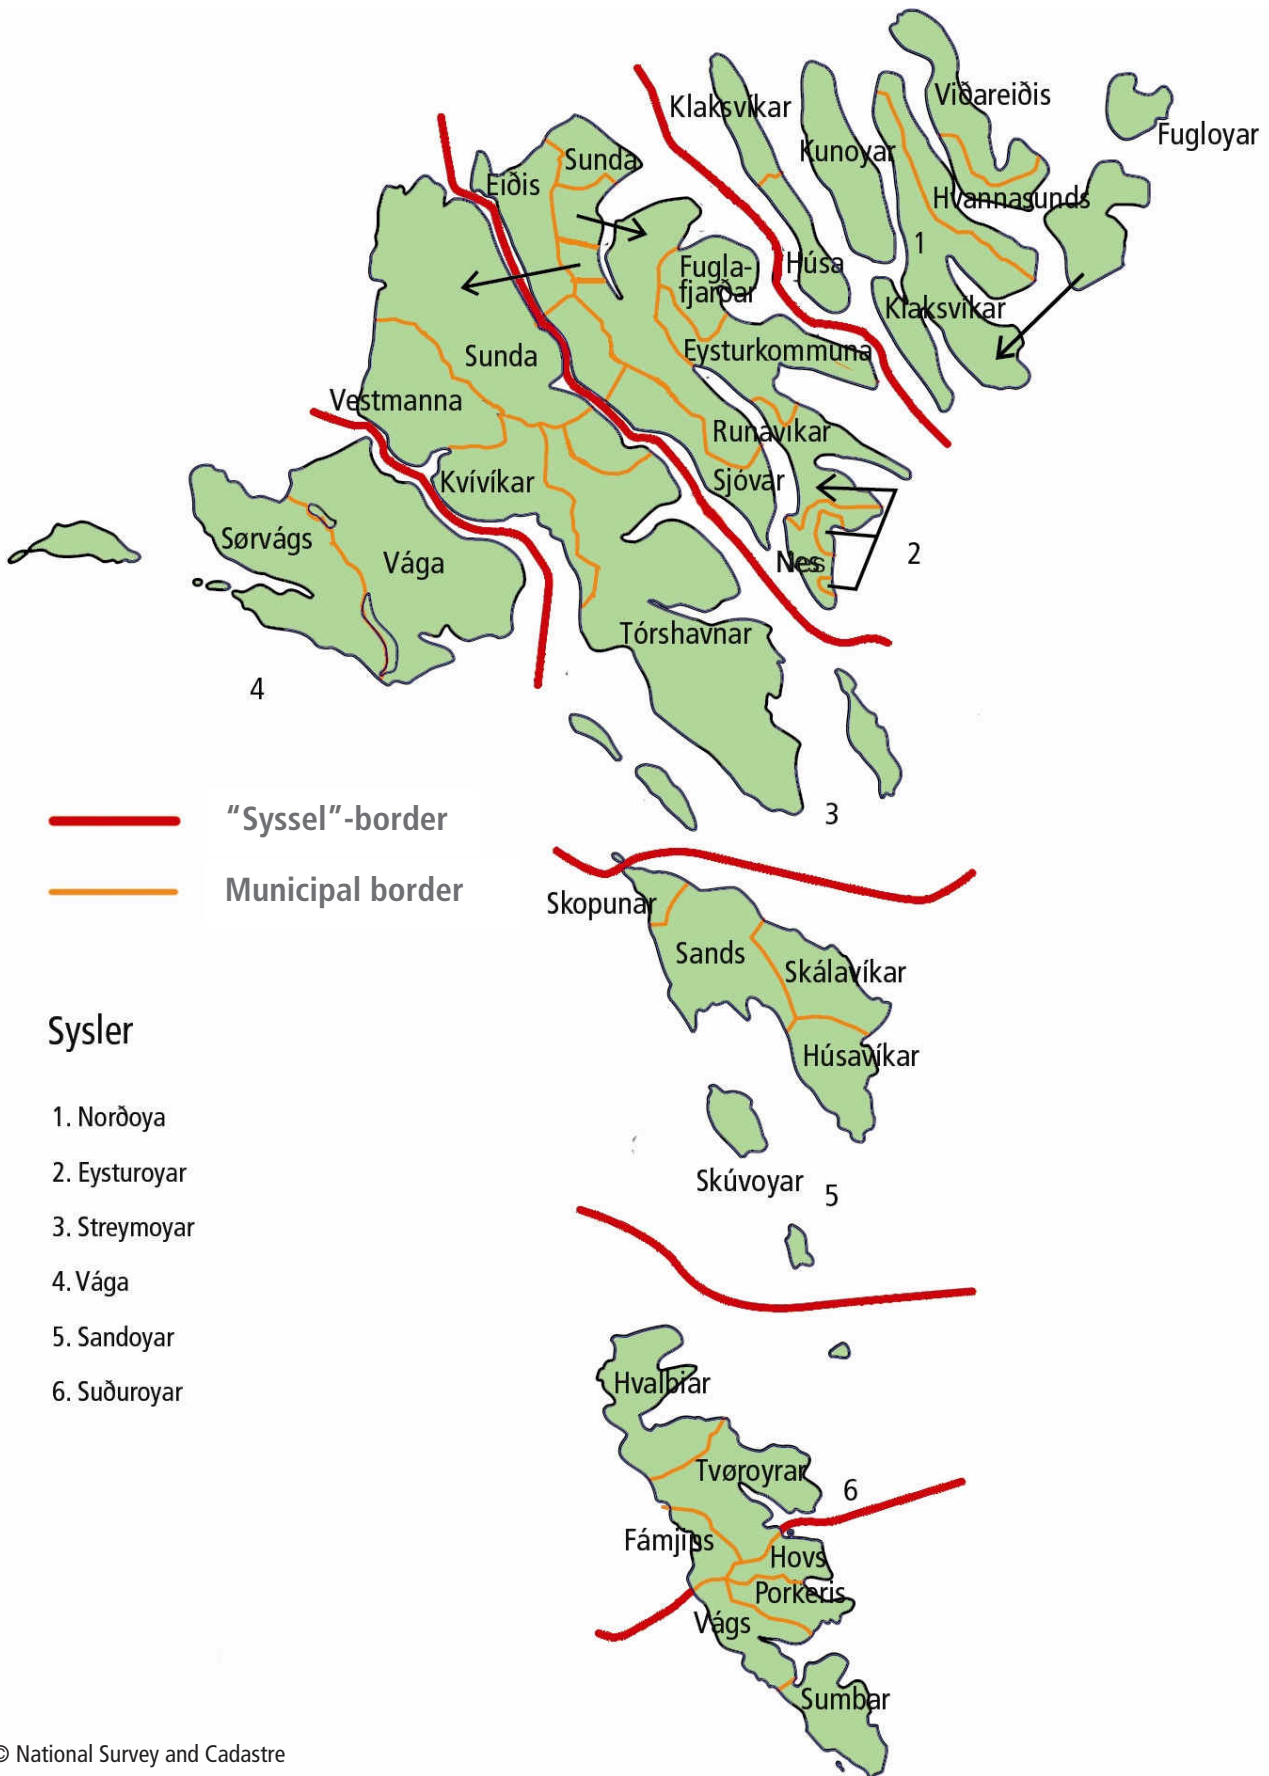 Klaksvíkar
Viðareiðis
Fugloyar
Kunoyar
Sunda
Eiðis
Hvannasunds
1
Húsa
Fugla-
fjarðar
Klaksvíkar
Eysturkommuna
Sunda
Vestmanna
Runavíkar
Kvívíkar
Sjóvar
Sørvágs
Vága
Nes
2
Tórshavnar
4
3
"Syssel"-border
Municipal border
Skopunar
Sands
Skálavíkar
Húsavíkar
Skúvoyar
5
Sysler
1. Norðoya
2. Eysturoyar
3. Streymoyar
4. Vága
5. Sandoyar
6. Suðuroyar
Hvalbiar
Tvøroyrar
6
Fámjins
Hovs
Porkeris
Vágs
Sumbar
© National Survey and Cadastre